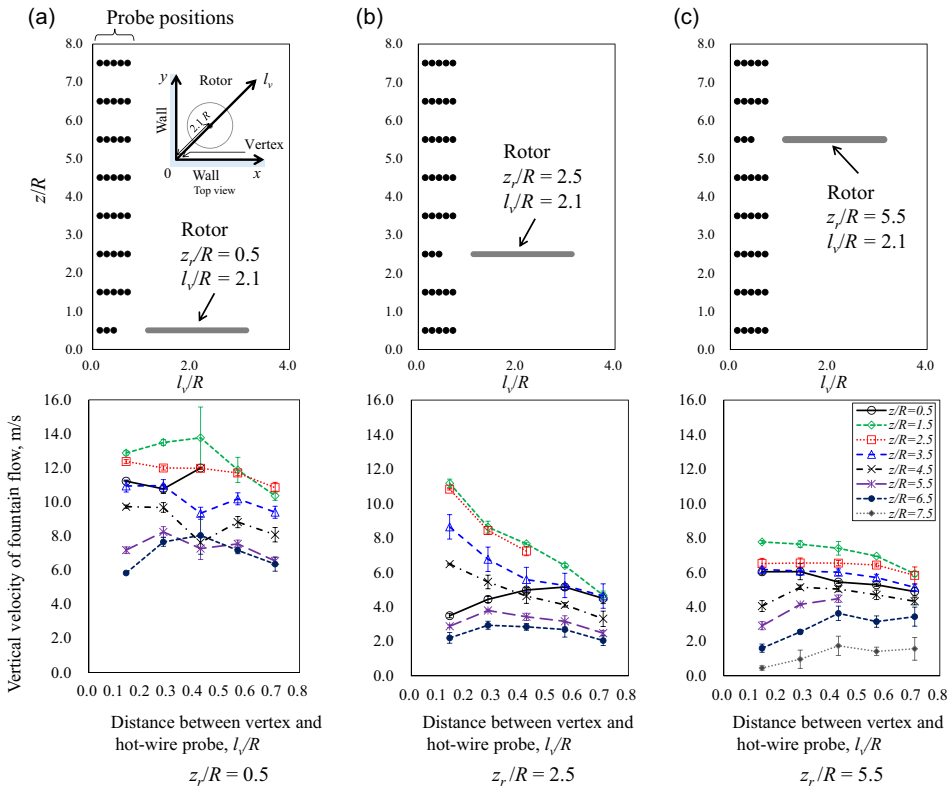 (a)
Probe positions
8.0
7.0
6.0
5.0
4.0
3.0
2.0
1.0
0.0
z/R
0.0
2.0
4.0
l_v/R
y
Rotor
l_v
2.1 R
Wall
Vertex
0
Wall
x
Top view
Rotor
z_r/R = 0.5
l_v/R = 2.1
(b)
8.0
7.0
6.0
5.0
4.0
3.0
2.0
1.0
0.0
0.0
2.0
4.0
l_v/R
Rotor
z_r/R = 2.5
l_v/R = 2.1
(c)
8.0
7.0
6.0
5.0
4.0
3.0
2.0
1.0
0.0
0.0
2.0
4.0
l_v/R
Rotor
z_r/R = 5.5
l_v/R = 2.1
Vertical velocity of fountain flow, m/s
16.0
14.0
12.0
10.0
8.0
6.0
4.0
2.0
0.0
0.0 0.1 0.2 0.3 0.4 0.5 0.6 0.7 0.8
Distance between vertex and
hot-wire probe, l_v/R
z_r/R = 0.5
16.0
14.0
12.0
10.0
8.0
6.0
4.0
2.0
0.0
0.0 0.1 0.2 0.3 0.4 0.5 0.6 0.7 0.8
Distance between vertex and
hot-wire probe, l_v/R
z_r/R = 2.5
16.0
14.0
12.0
10.0
8.0
6.0
4.0
2.0
0.0
0.0 0.1 0.2 0.3 0.4 0.5 0.6 0.7 0.8
z/R=0.5
z/R=1.5
z/R=2.5
z/R=3.5
z/R=4.5
z/R=5.5
z/R=6.5
z/R=7.5
Distance between vertex and
hot-wire probe, l_v/R
z_r/R = 5.5